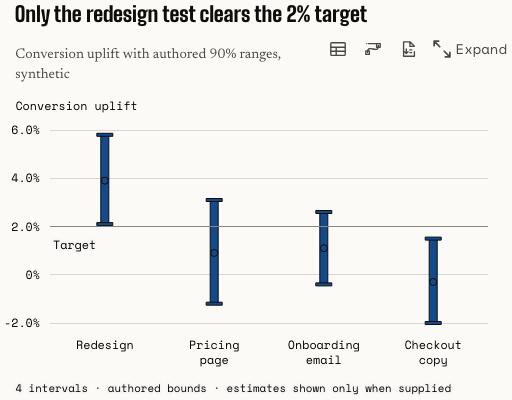 Only the redesign test clears the 2% target
Conversion uplift with authored 90% ranges,
synthetic
Expand
Conversion uplift
6.0%
4.0%
2.0%
Target
0%
-2.0%
Redesign
Pricing
page
Onboarding
email
Checkout
copy
4 intervals · authored bounds · estimates shown only when supplied